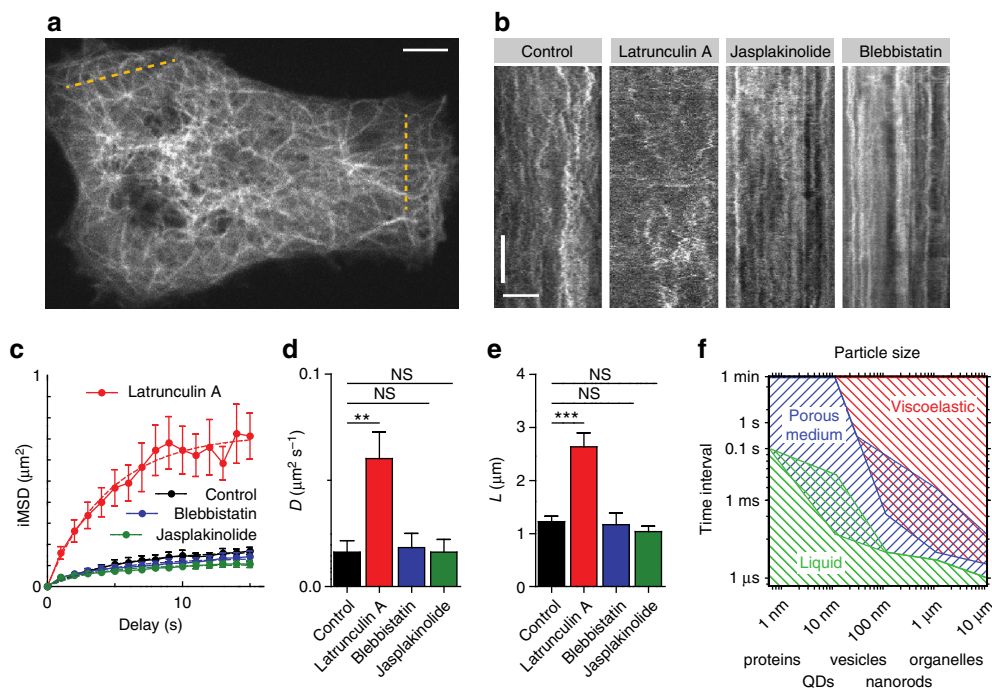 a
b
Control
Latrunculin A
Jasplakinolide
Blebbistatin
c
1
iMSD (μm²)
0
10
Delay (s)
Latrunculin A
Control
Blebbistatin
Jasplakinolide
d
NS
NS
**
0.1
D (μm² s⁻¹)
0.0
Control
Latrunculin A
Blebbistatin
Jasplakinolide
e
NS
NS
***
4
3
L (μm)
2
1
0
Control
Latrunculin A
Blebbistatin
Jasplakinolide
f
Particle size
1 min
1 s
0.1 s
Time interval
1 ms
1 μs
Porous
medium
Viscoelastic
Liquid
1 nm
10 nm
100 nm
1 μm
10 μm
proteins vesicles organelles
QDs nanorods